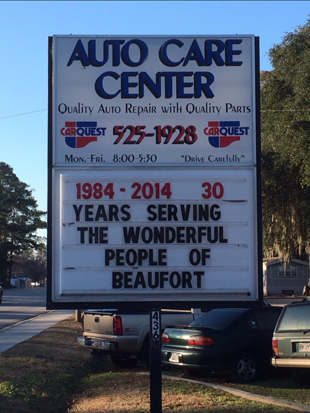 AUTO CARE
CENTER
Quality Auto Repair with Quality Parts
CARQUEST 525-1928 CARQUEST
Mon.-Fri. 8:00-5:30 "Drive Carefully"
1984-2014 30
YEARS SERVING
THE WONDERFUL
PEOPLE OF
BEAUFORT
436